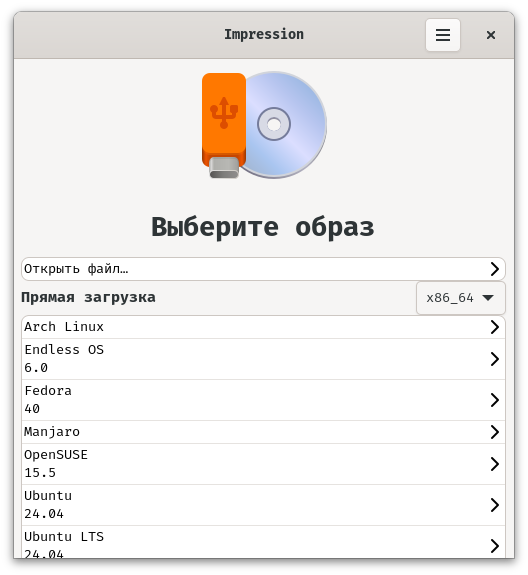 Impression
Выберите образ
Открыть файл…
Прямая загрузка
x86_64
Arch Linux
Endless OS
6.0
Fedora
40
Manjaro
OpenSUSE
15.5
Ubuntu
24.04
Ubuntu LTS
24.04